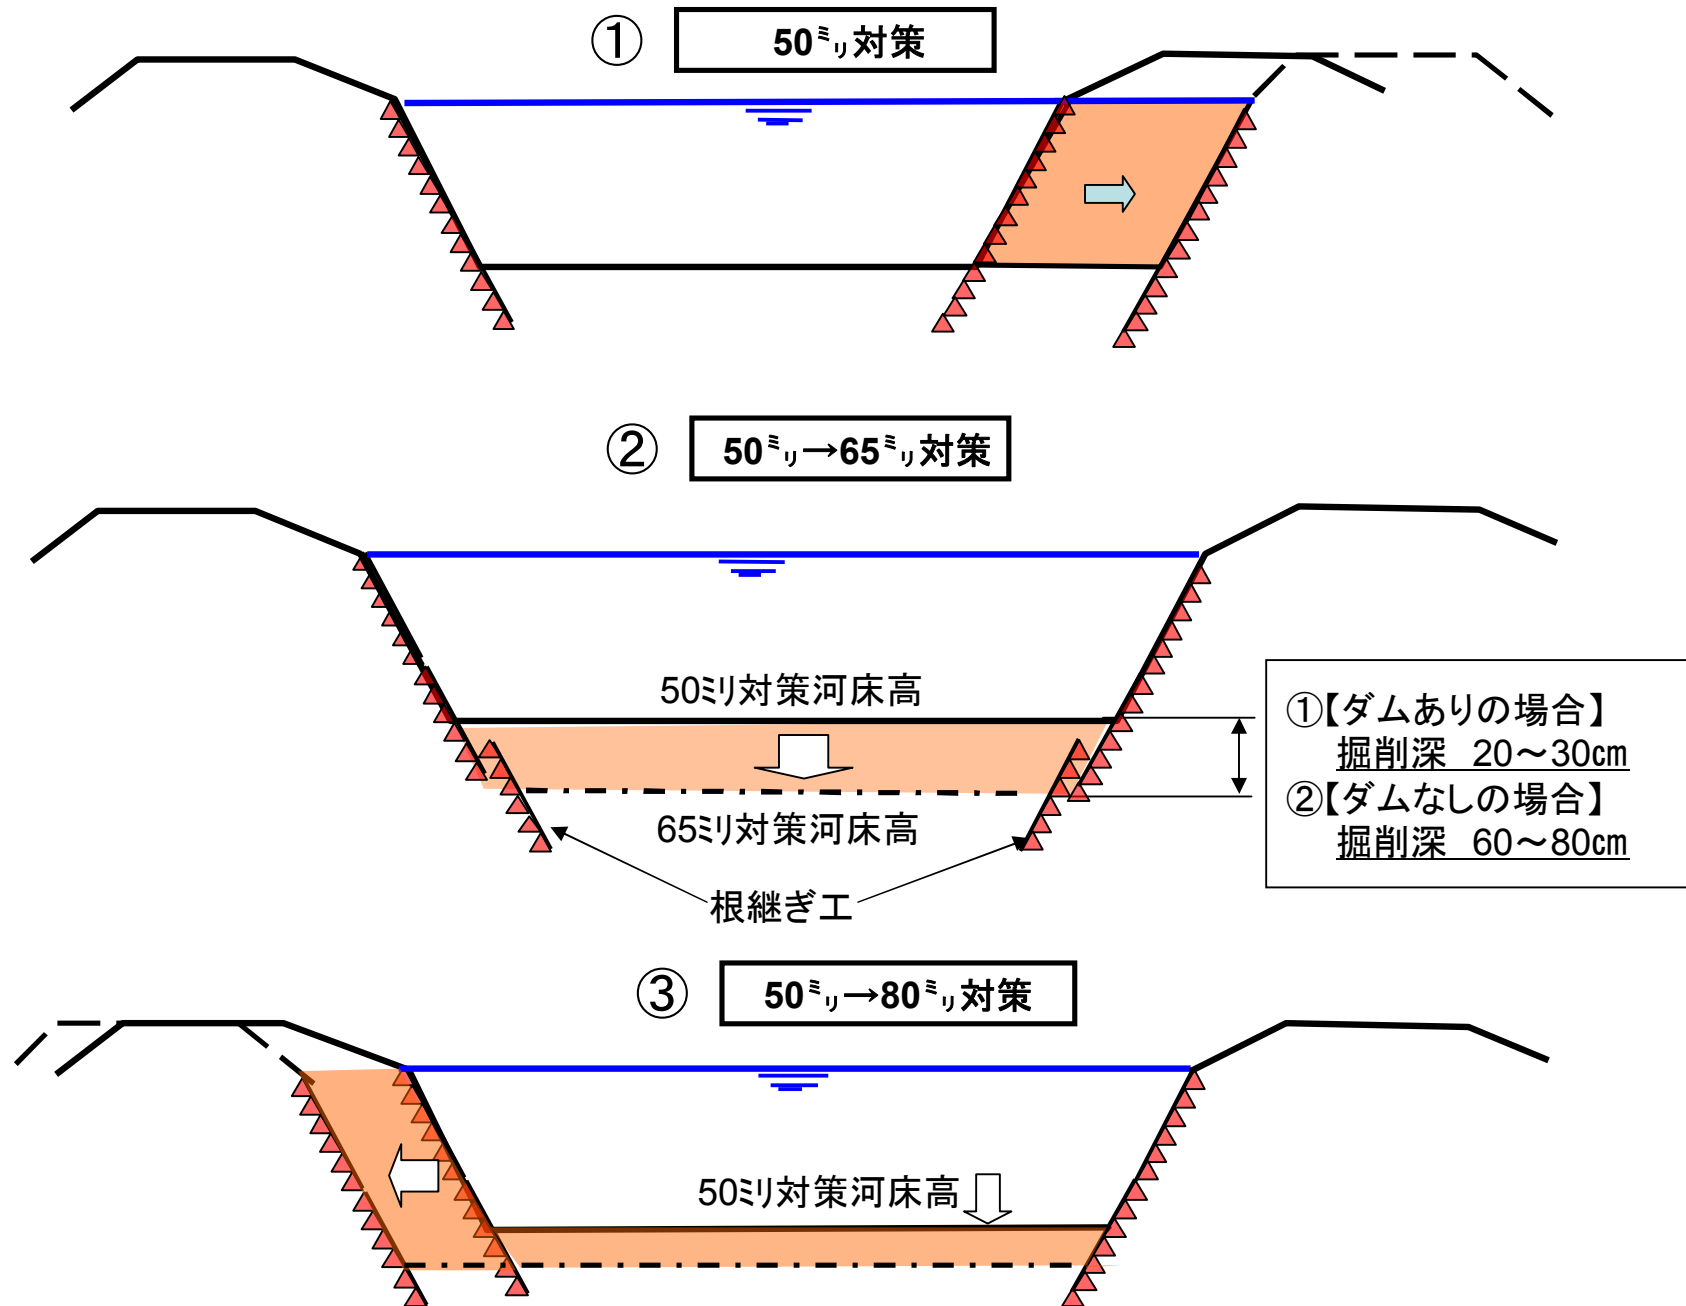 ① 50ミリ対策
② 50ミリ→65ミリ対策
50ミリ対策河床高
65ミリ対策河床高
根継ぎ工
①【ダムありの場合】
掘削深 20～30㎝
②【ダムなしの場合】
掘削深 60～80㎝
③ 50ミリ→80ミリ対策
50ミリ対策河床高